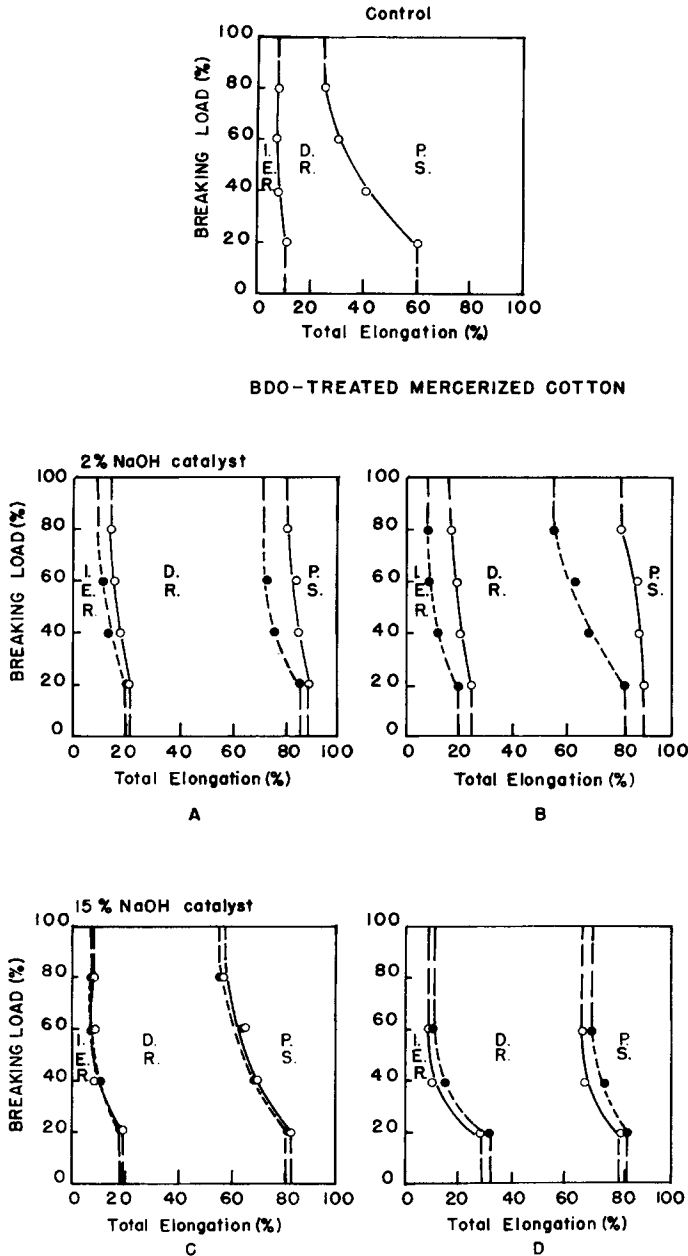 Control
BREAKING LOAD (%)
100
80
60
40
20
0
I.
E.
R.
D.
R.
P.
S.
0 20 40 60 80 100
Total Elongation (%)
BDO-TREATED MERCERIZED COTTON
2% NaOH catalyst
BREAKING LOAD (%)
100
80
60
40
20
0
I.
E.
R.
D.
R.
P.
S.
0 20 40 60 80 100
Total Elongation (%)
A
BREAKING LOAD (%)
100
80
60
40
20
0
I.
E.
R.
D.
R.
P.
S.
0 20 40 60 80 100
Total Elongation (%)
B
15% NaOH catalyst
BREAKING LOAD (%)
100
80
60
40
20
0
I.
E.
R.
D.
R.
P.
S.
0 20 40 60 80 100
Total Elongation (%)
C
BREAKING LOAD (%)
100
80
60
40
20
0
I.
E.
R.
D.
R.
P.
S.
0 20 40 60 80 100
Total Elongation (%)
D